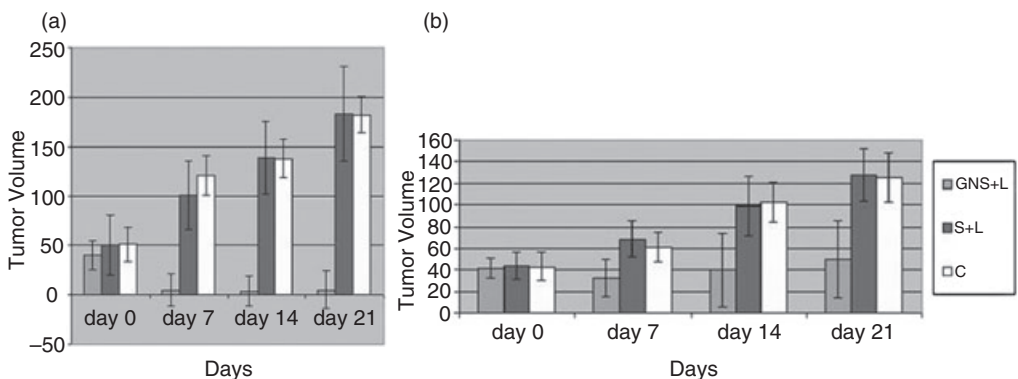 (a)
250
200
150
100
50
0
–50
Tumor Volume
day 0 day 7 day 14 day 21
Days
(b)
160
140
120
100
80
60
40
20
0
Tumor Volume
day 0 day 7 day 14 day 21
Days
GNS+L
S+L
C